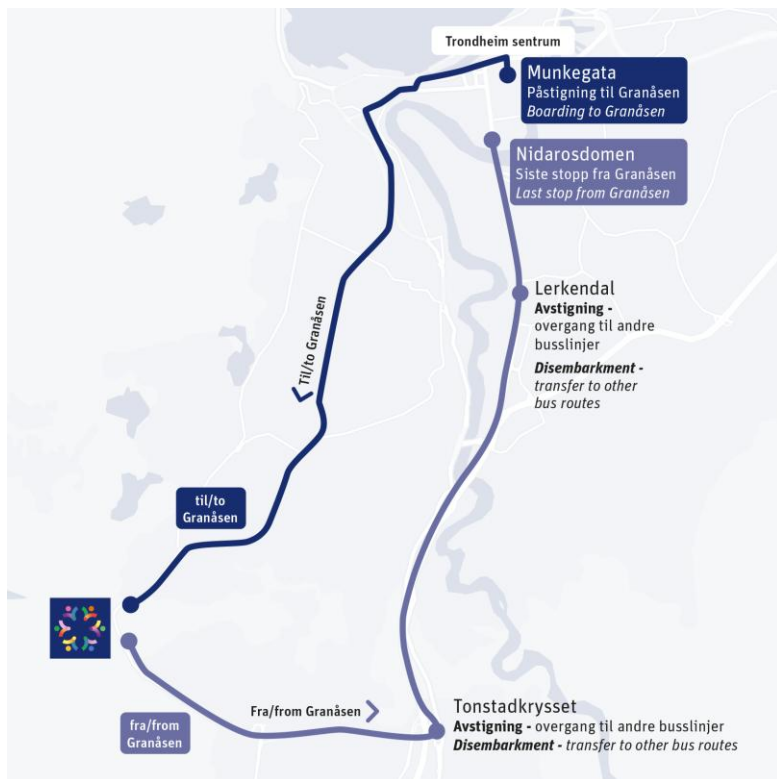 Trondheim sentrum
Munkegata
Påstigning til Granåsen
Boarding to Granåsen
Nidarosdomen
Siste stopp fra Granåsen
Last stop from Granåsen
Lerkendal
Avstigning -
overgang til andre
busslinjer
Disembarkment -
transfer to other
bus routes
Til/to Granåsen
til/to
Granåsen
Fra/from Granåsen
fra/from
Granåsen
Tonstadkrysset
Avstigning - overgang til andre busslinjer
Disembarkment - transfer to other bus routes